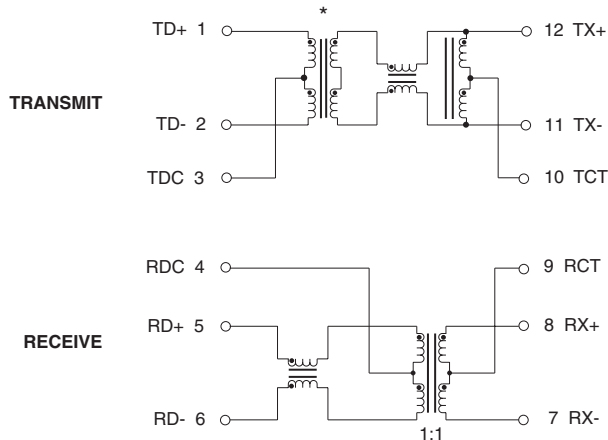 *
TD+ 1
12 TX+
TRANSMIT
TD- 2
11 TX-
TDC 3
10 TCT
RDC 4
9 RCT
RD+ 5
8 RX+
RECEIVE
RD- 6
7 RX-
1:1